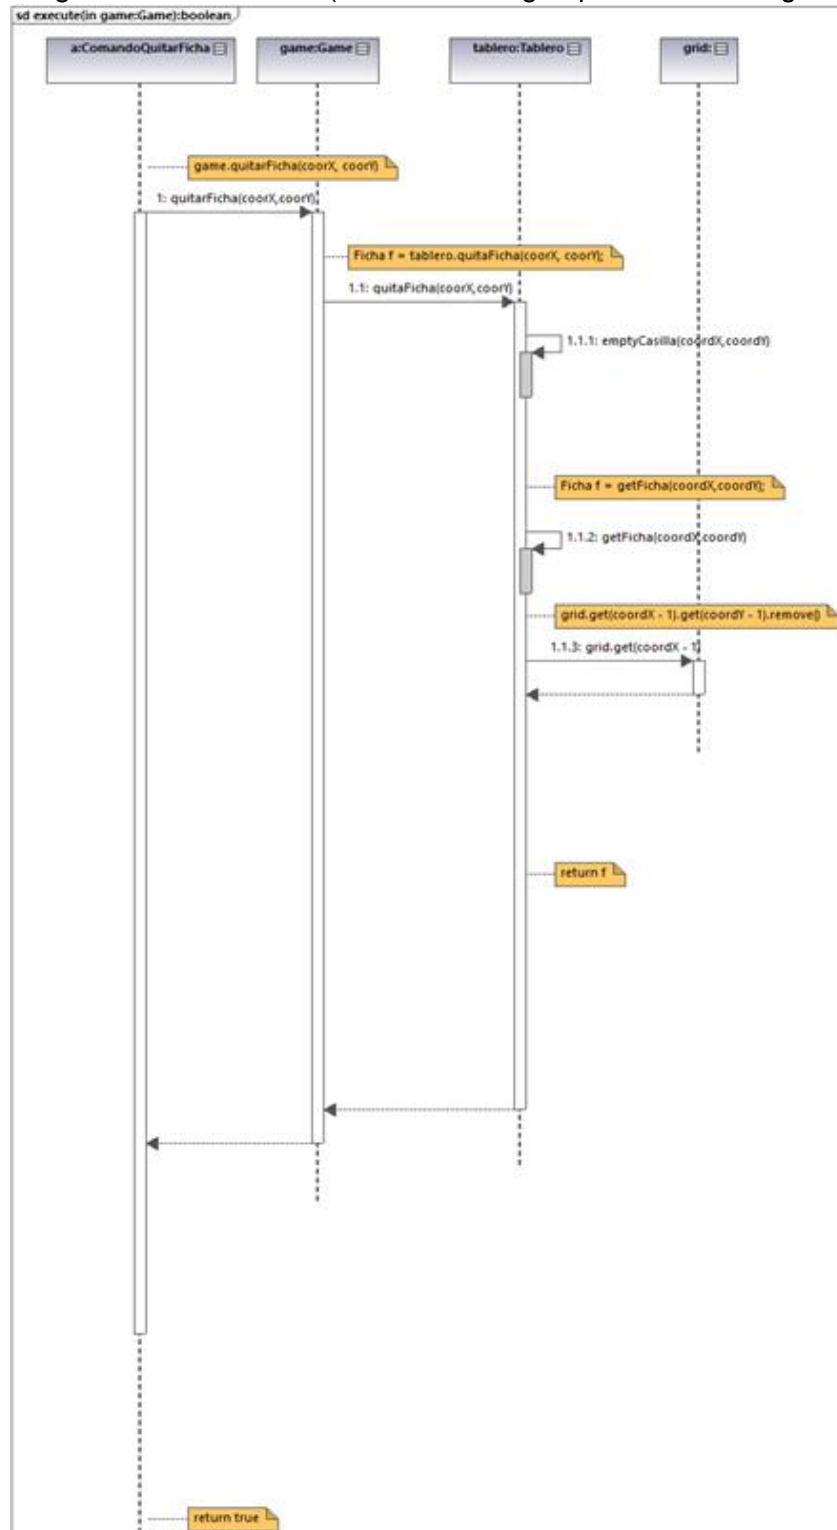 sd execute(in game:Game):boolean
a:ComandoQuitarFicha
game:Game
tablero:Tablero
grid:
game.quitarFicha(coorX, coorY)
1: quitarFicha(coorX,coorY)
Ficha f = tablero.quitaFicha(coorX, coorY);
1.1: quitaFicha(coorX,coorY)
1.1.1: emptyCasilla(coordX,coordY)
Ficha f = getFicha(coordX,coordY);
1.1.2: getFicha(coordX,coordY)
grid.get(coordX - 1).get(coordY - 1).remove()
1.1.3: grid.get(coordX - 1)
return f
return true